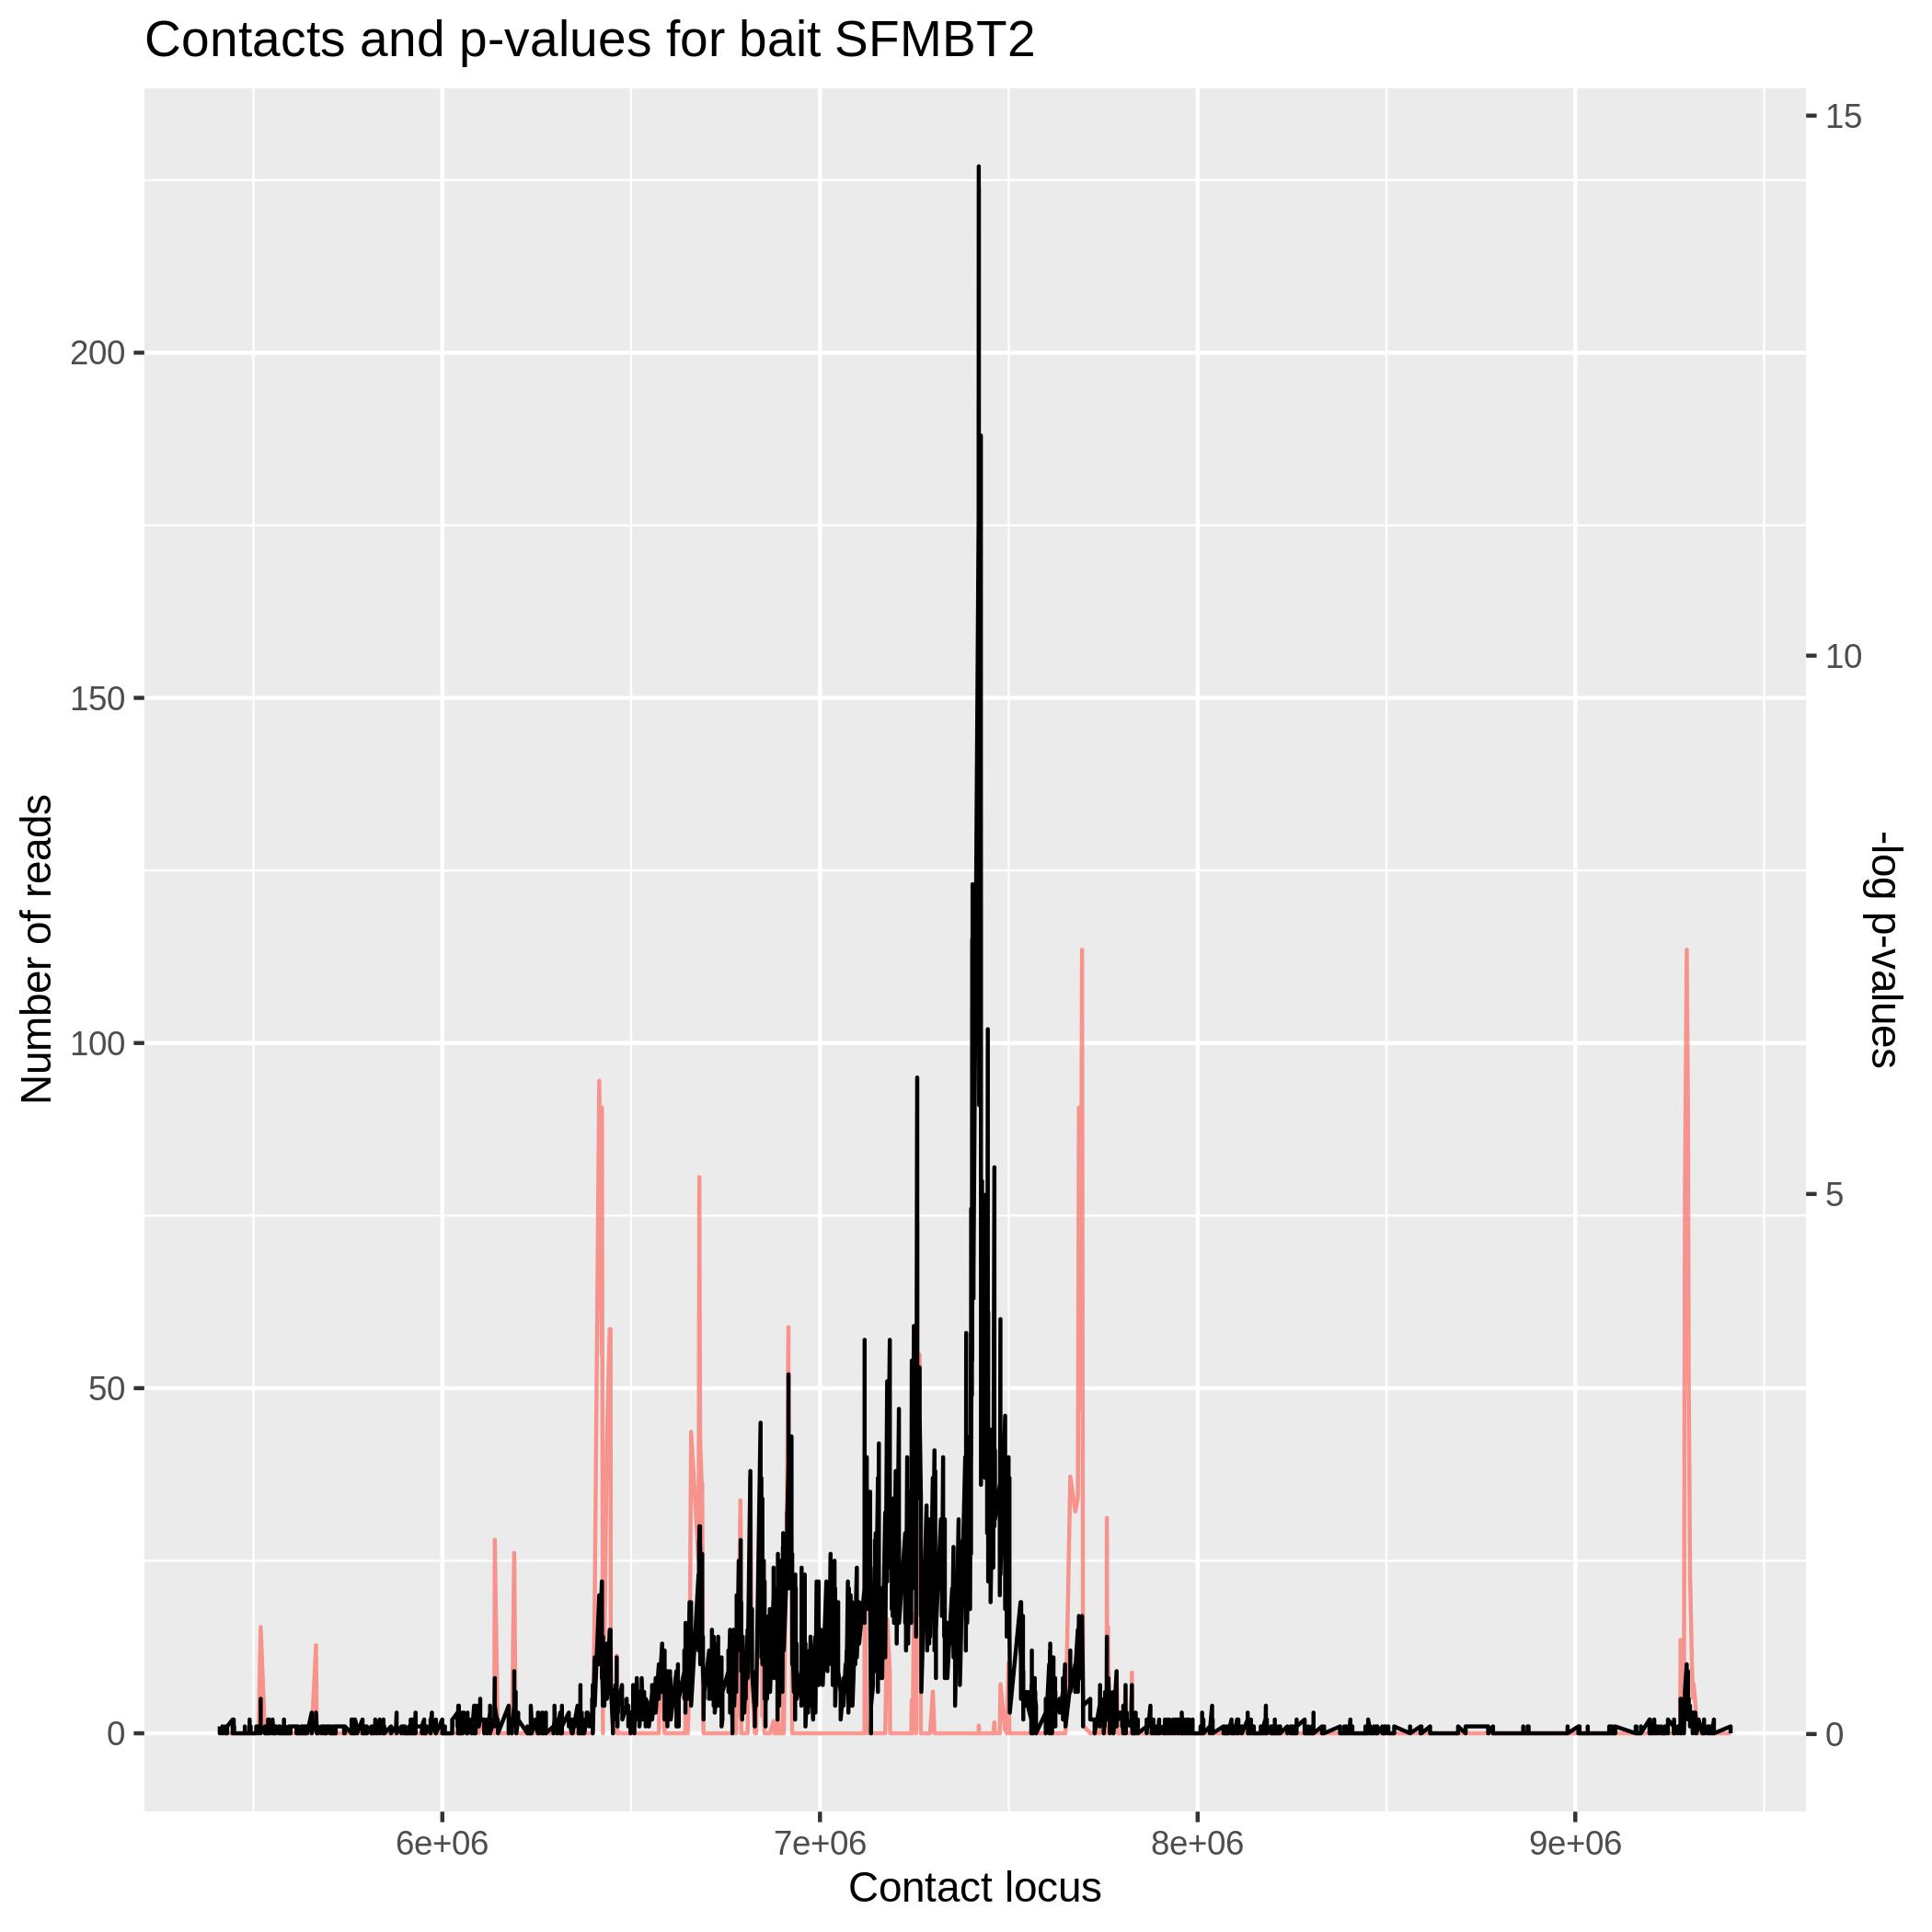 Contacts and p-values for bait SFMBT2
Number of reads
200
150
100
50
0
15
10
5
0
-log p-values
6e+06
7e+06
8e+06
9e+06
Contact locus